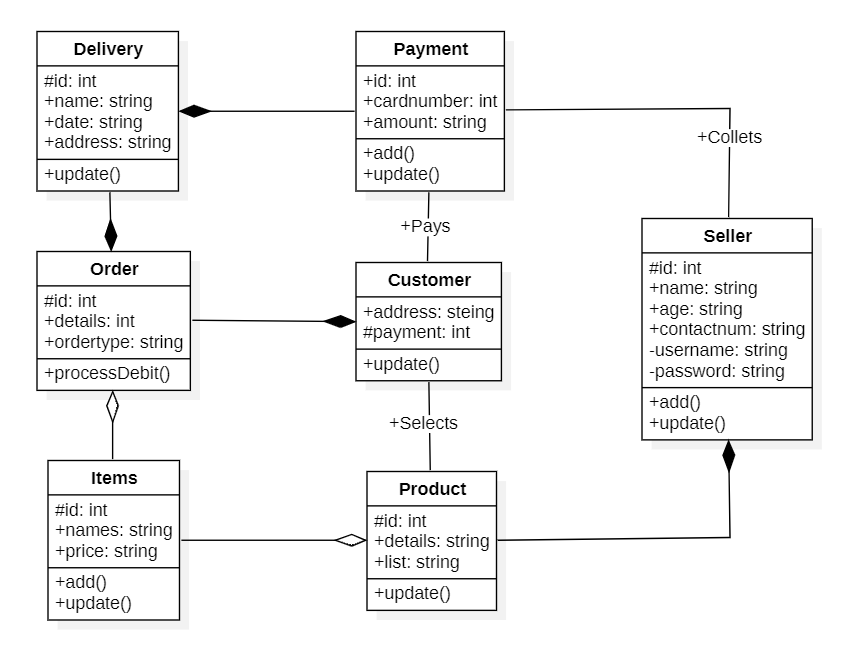 Delivery
#id: int
+name: string
+date: string
+address: string
+update()
Payment
+id: int
+cardnumber: int
+amount: string
+add()
+update()
+Collets
+Pays
Seller
#id: int
+name: string
+age: string
+contactnum: string
-username: string
-password: string
+add()
+update()
Order
#id: int
+details: int
+ordertype: string
+processDebit()
Customer
+address: steing
#payment: int
+update()
+Selects
Items
#id: int
+names: string
+price: string
+add()
+update()
Product
#id: int
+details: string
+list: string
+update()